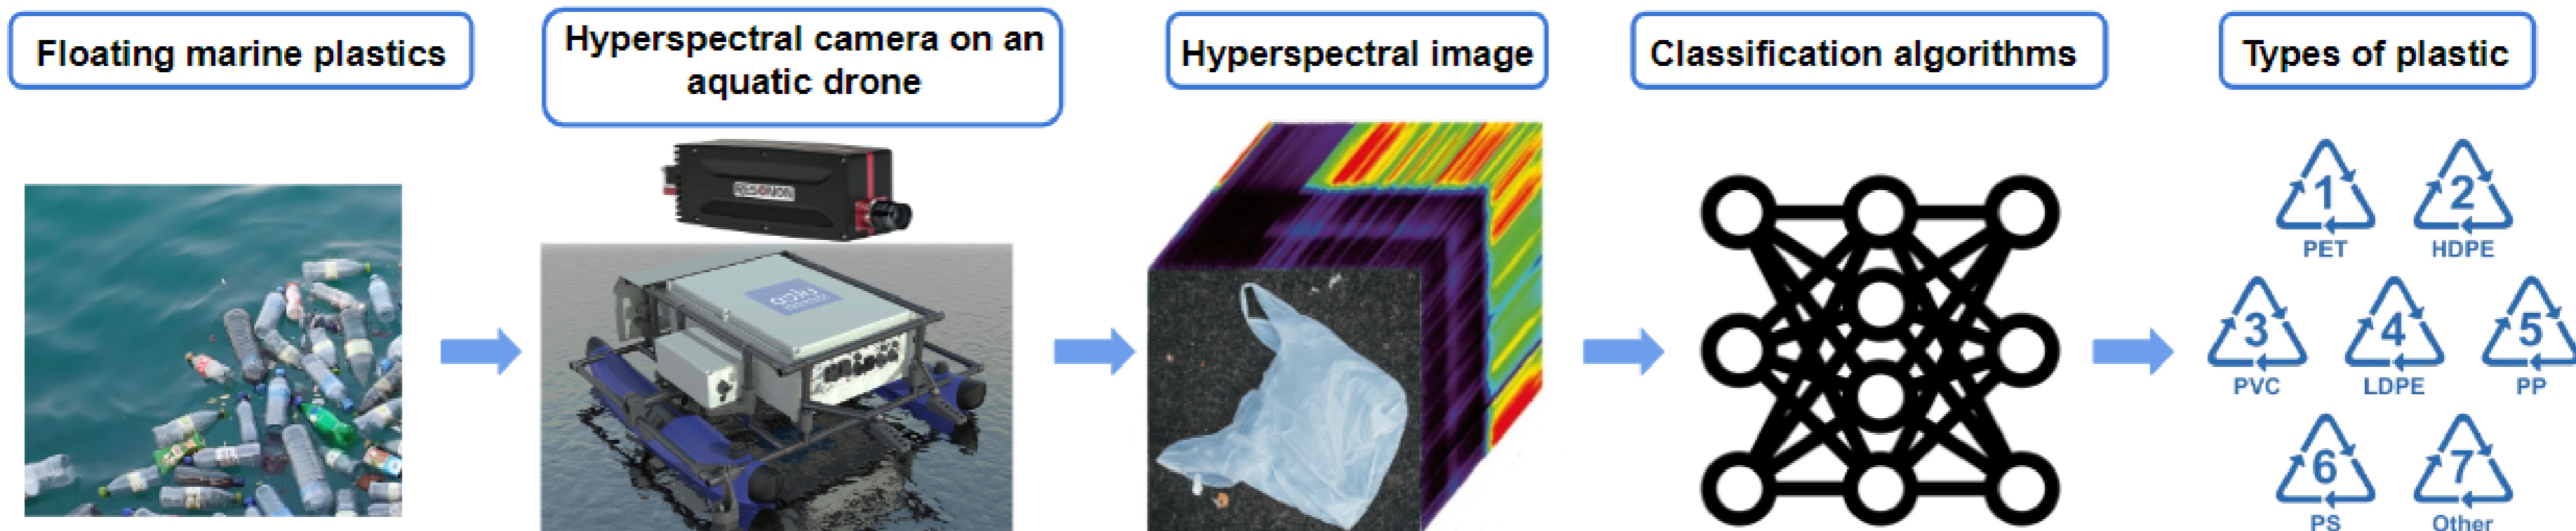 Floating marine plastics
Hyperspectral camera on an
aquatic drone
Hyperspectral image
Classification algorithms
Types of plastic
RESONON
1
PET
2
HDPE
3
PVC
4
LDPE
5
PP
6
PS
7
Other